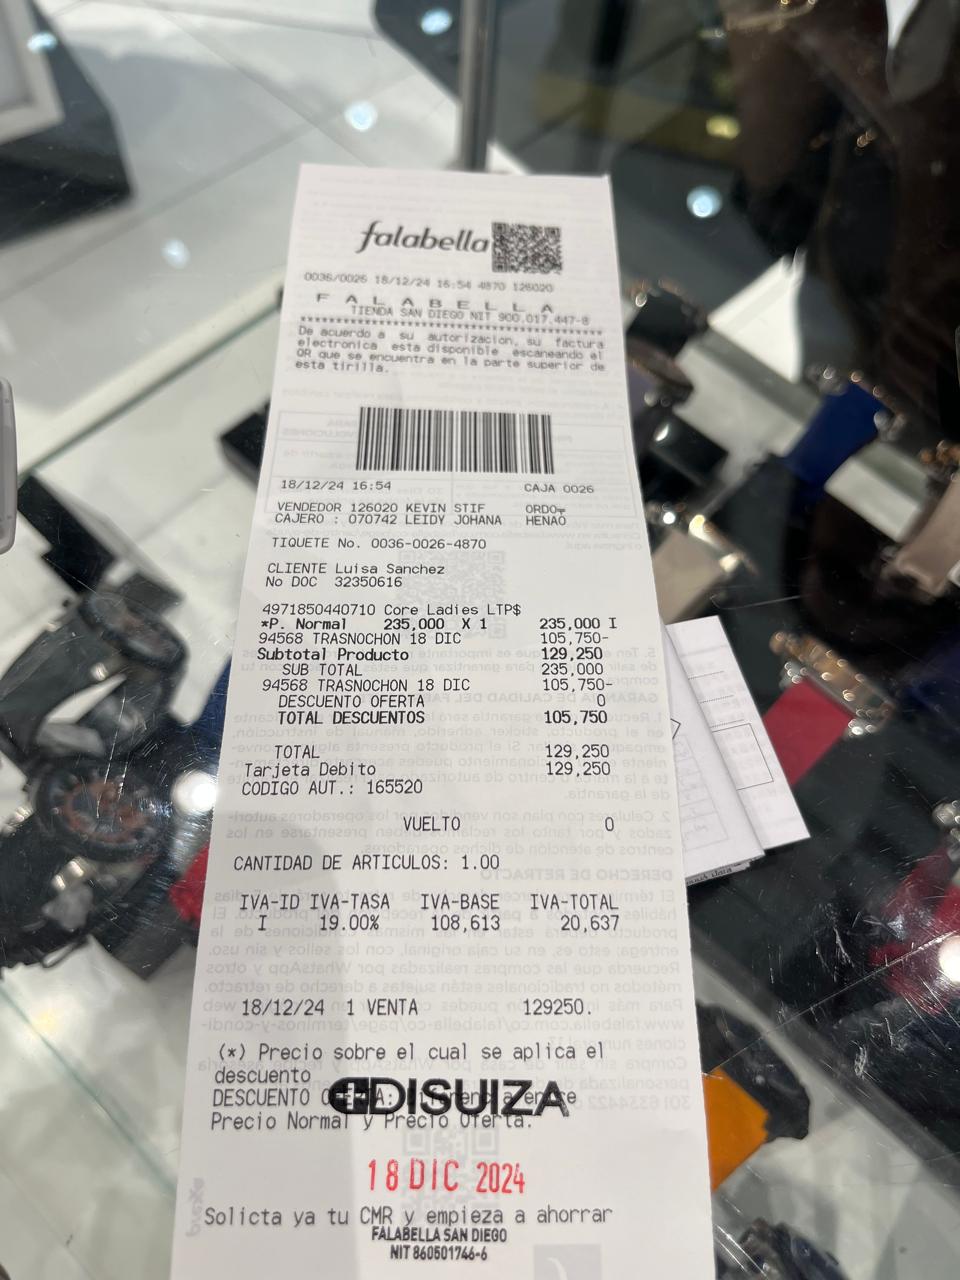 falabella
0036/0026 18/12/24 16:54 4870 126020
F A L A B E L L A
TIENDA SAN DIEGO NIT 900.017.447-8
****************************************
De acuerdo a su autorizacion, su factura
electronica esta disponible escaneando el
QR que se encuentra en la parte superior de
esta tirilla.
18/12/24 16:54 CAJA 0026
VENDEDOR 126020 KEVIN STIF ORDO
CAJERO : 070742 LEIDY JOHANA HENAO
TIQUETE No. 0036-0026-4870
CLIENTE Luisa Sanchez
No DOC 32350616
4971850440710 Core Ladies LTP$
*P. Normal 235,000 X 1 235,000 I
94568 TRASNOCHON 18 DIC 105,750-
Subtotal Producto 129,250
SUB TOTAL 235,000
94568 TRASNOCHON 18 DIC 105,750-
DESCUENTO OFERTA 0
TOTAL DESCUENTOS 105,750
TOTAL 129,250
Tarjeta Debito 129,250
CODIGO AUT.: 165520
VUELTO 0
CANTIDAD DE ARTICULOS: 1.00
IVA-ID IVA-TASA IVA-BASE IVA-TOTAL
I 19.00% 108,613 20,637
18/12/24 1 VENTA 129250.
(*) Precio sobre el cual se aplica el
descuento
DESCUENTO OFERTA: Diferencia entre
DISUIZA
Precio Normal y Precio Oferta.
18 DIC 2024
Solicta ya tu CMR y empieza a ahorrar
FALABELLA SAN DIEGO
NIT 860501746-6